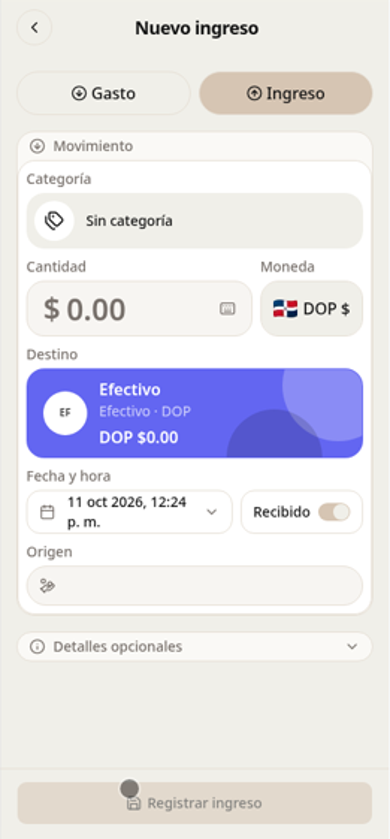 Nuevo ingreso
Gasto
Ingreso
Movimiento
Categoría
Sin categoría
Cantidad
Moneda
$ 0.00
DOP $
Destino
EF
Efectivo
Efectivo · DOP
DOP $0.00
Fecha y hora
11 oct 2026, 12:24
p. m.
Recibido
Origen
Detalles opcionales
Registrar ingreso